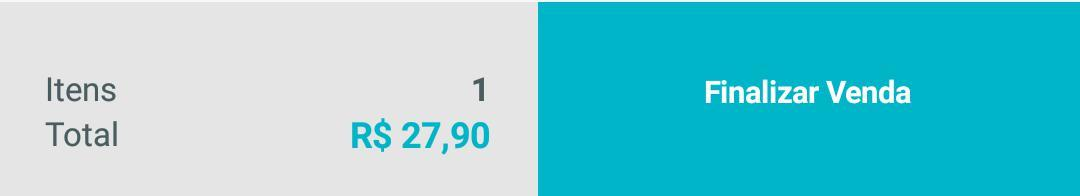 Itens 1
Total R$ 27,90
Finalizar Venda